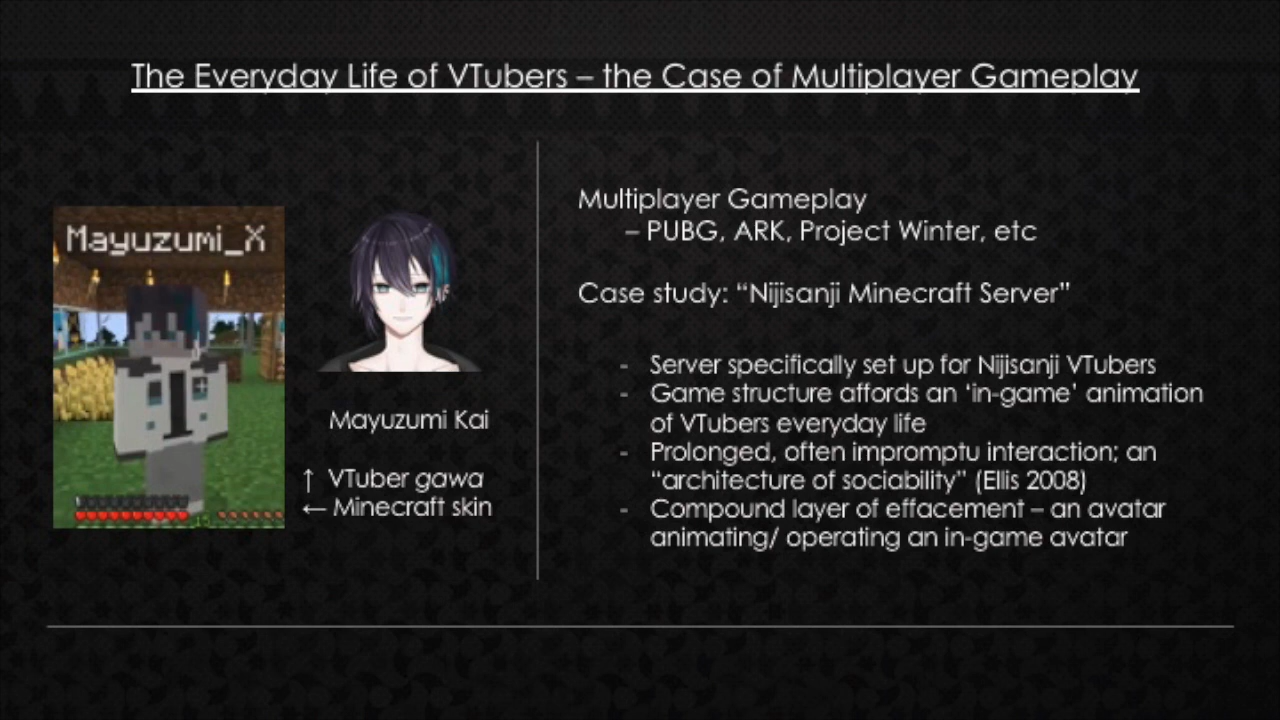 The Everyday Life of VTubers – the Case of Multiplayer Gameplay
Mayuzumi_X
Mayuzumi Kai
↑ VTuber gawa
← Minecraft skin
Multiplayer Gameplay
– PUBG, ARK, Project Winter, etc
Case study: “Nijisanji Minecraft Server”
- Server specifically set up for Nijisanji VTubers
- Game structure affords an ‘in-game’ animation
of VTubers everyday life
- Prolonged, often impromptu interaction; an
“architecture of sociability” (Ellis 2008)
- Compound layer of effacement – an avatar
animating/ operating an in-game avatar